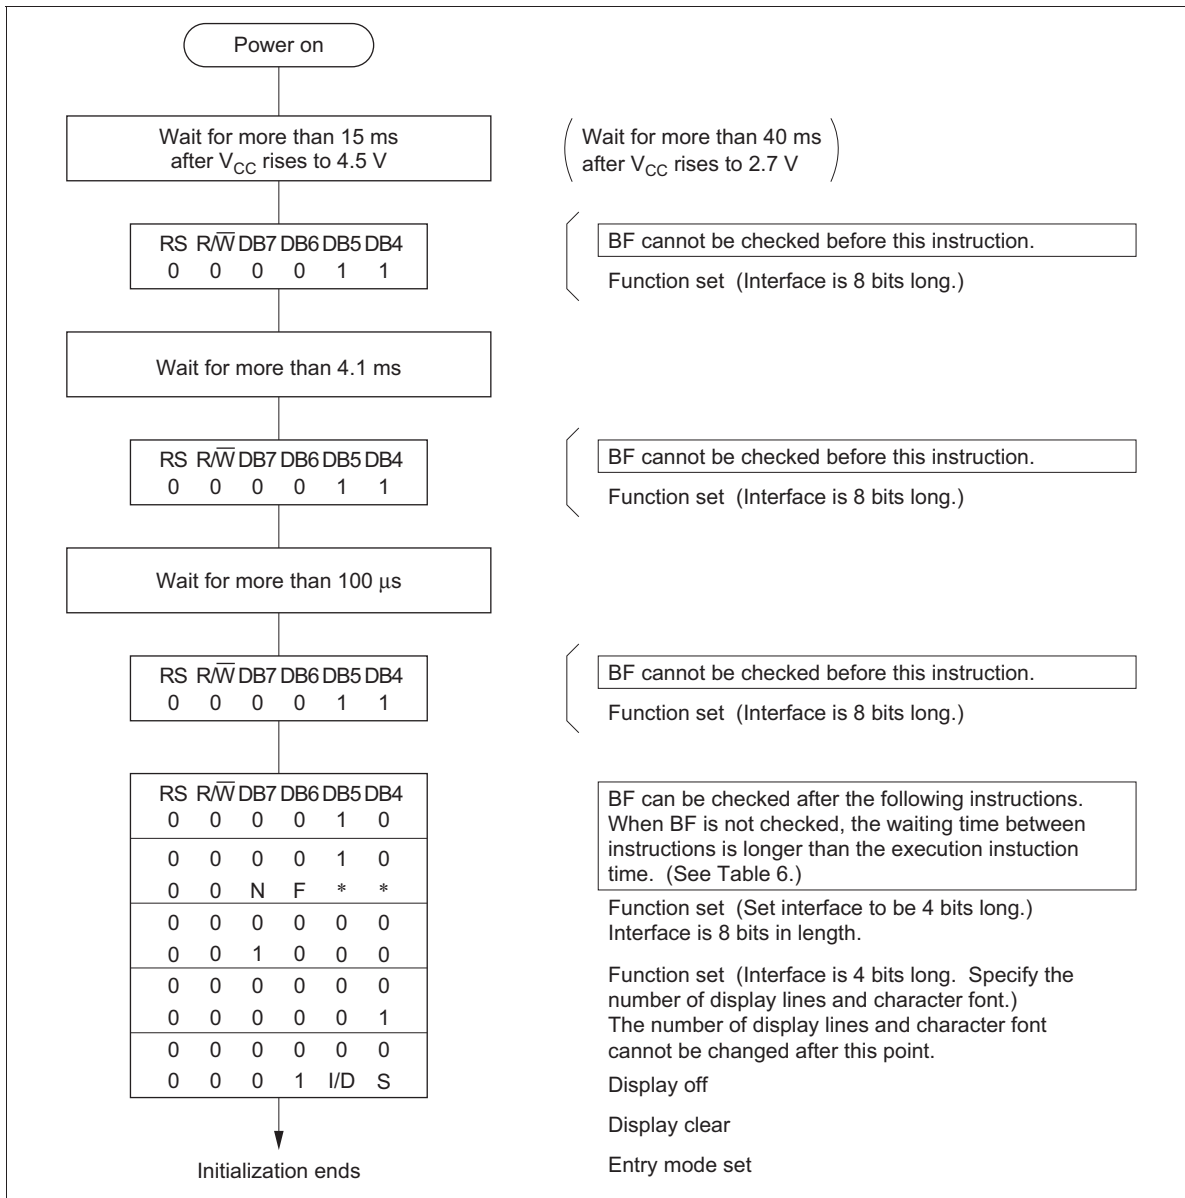 Power on
Wait for more than 15 ms
after VCC rises to 4.5 V
Wait for more than 40 ms
after VCC rises to 2.7 V
RS R/W̅ DB7 DB6 DB5 DB4
0 0 0 0 1 1
BF cannot be checked before this instruction.
Function set (Interface is 8 bits long.)
Wait for more than 4.1 ms
RS R/W̅ DB7 DB6 DB5 DB4
0 0 0 0 1 1
BF cannot be checked before this instruction.
Function set (Interface is 8 bits long.)
Wait for more than 100 μs
RS R/W̅ DB7 DB6 DB5 DB4
0 0 0 0 1 1
BF cannot be checked before this instruction.
Function set (Interface is 8 bits long.)
RS R/W̅ DB7 DB6 DB5 DB4
0 0 0 0 1 0
0 0 0 0 1 0
0 0 N F * *
0 0 0 0 0 0
0 0 1 0 0 0
0 0 0 0 0 0
0 0 0 0 0 1
0 0 0 0 0 0
0 0 0 1 I/D S
BF can be checked after the following instructions.
When BF is not checked, the waiting time between
instructions is longer than the execution instuction
time. (See Table 6.)
Function set (Set interface to be 4 bits long.)
Interface is 8 bits in length.
Function set (Interface is 4 bits long. Specify the
number of display lines and character font.)
The number of display lines and character font
cannot be changed after this point.
Display off
Display clear
Entry mode set
Initialization ends